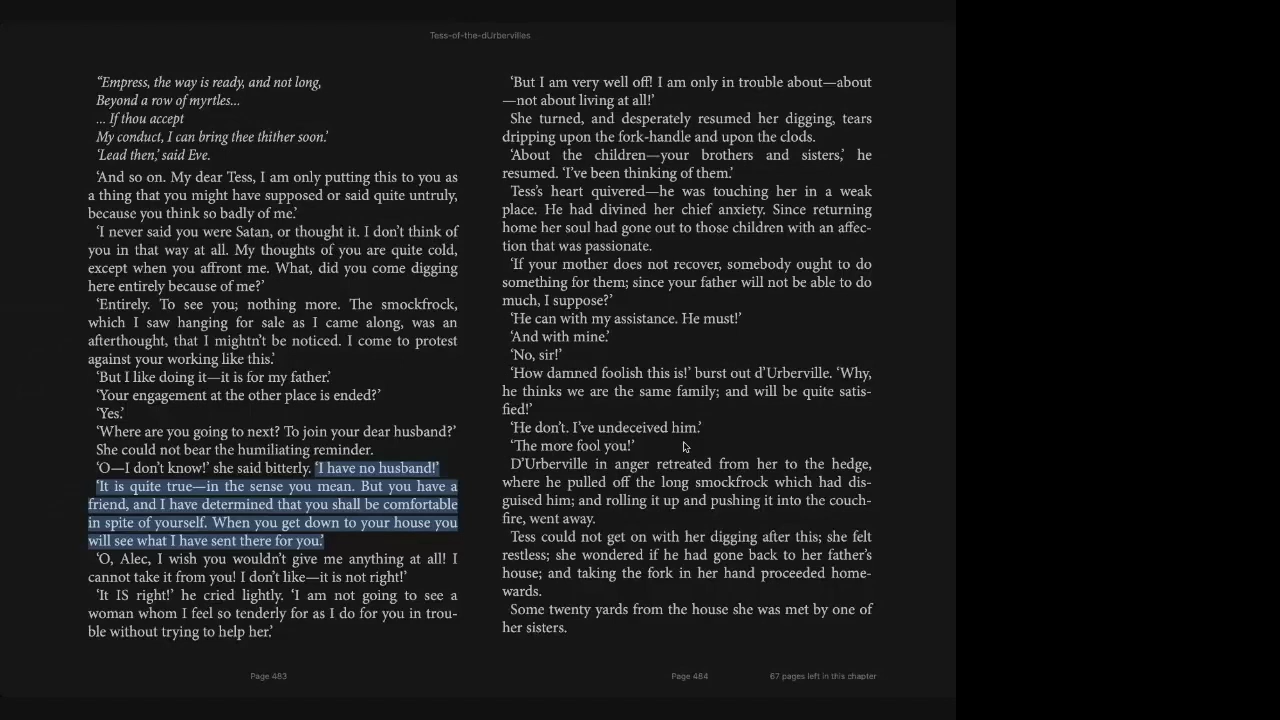 Tess-of-the-dUrbervilles
“Empress, the way is ready, and not long,
Beyond a row of myrtles...
... If thou accept
My conduct, I can bring thee thither soon.’
‘Lead then,’ said Eve.
‘And so on. My dear Tess, I am only putting this to you as
a thing that you might have supposed or said quite untruly,
because you think so badly of me.’
‘I never said you were Satan, or thought it. I don’t think of
you in that way at all. My thoughts of you are quite cold,
except when you affront me. What, did you come digging
here entirely because of me?’
‘Entirely. To see you; nothing more. The smockfrock,
which I saw hanging for sale as I came along, was an
afterthought, that I mightn’t be noticed. I come to protest
against your working like this.’
‘But I like doing it—it is for my father.’
‘Your engagement at the other place is ended?’
‘Yes.’
‘Where are you going to next? To join your dear husband?’
She could not bear the humiliating reminder.
‘O—I don’t know!’ she said bitterly. ‘I have no husband!’
‘It is quite true—in the sense you mean. But you have a
friend, and I have determined that you shall be comfortable
in spite of yourself. When you get down to your house you
will see what I have sent there for you.’
‘O, Alec, I wish you wouldn’t give me anything at all! I
cannot take it from you! I don’t like—it is not right!’
‘It IS right!’ he cried lightly. ‘I am not going to see a
woman whom I feel so tenderly for as I do for you in trou-
ble without trying to help her.’
‘But I am very well off! I am only in trouble about—about
—not about living at all!’
She turned, and desperately resumed her digging, tears
dripping upon the fork-handle and upon the clods.
‘About the children—your brothers and sisters,’ he
resumed. ‘I’ve been thinking of them.’
Tess’s heart quivered—he was touching her in a weak
place. He had divined her chief anxiety. Since returning
home her soul had gone out to those children with an affec-
tion that was passionate.
‘If your mother does not recover, somebody ought to do
something for them; since your father will not be able to do
much, I suppose?’
‘He can with my assistance. He must!’
‘And with mine.’
‘No, sir!’
‘How damned foolish this is!’ burst out d’Urberville. ‘Why,
he thinks we are the same family; and will be quite satis-
fied!’
‘He don’t. I’ve undeceived him.’
‘The more fool you!’
D’Urberville in anger retreated from her to the hedge,
where he pulled off the long smockfrock which had dis-
guised him; and rolling it up and pushing it into the couch-
fire, went away.
Tess could not get on with her digging after this; she felt
restless; she wondered if he had gone back to her father’s
house; and taking the fork in her hand proceeded home-
wards.
Some twenty yards from the house she was met by one of
her sisters.
Page 483
Page 484
67 pages left in this chapter